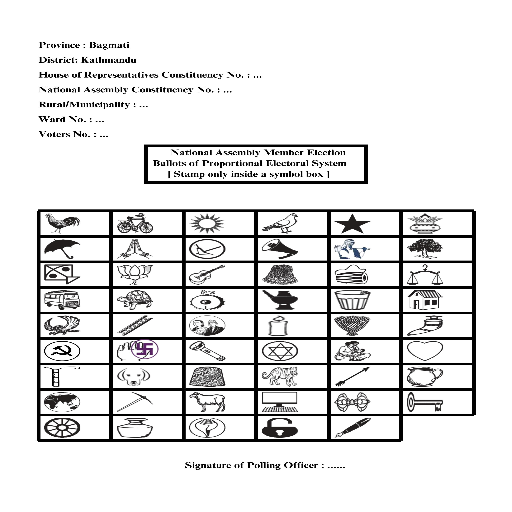 Province : Bagmati
District: Kathmandu
House of Representatives Constituency No. : ...
National Assembly Constituency No. : ...
Rural/Municipality : ...
Ward No. : ...
Voters No. : ...
National Assembly Member Election
Ballots of Proportional Electoral System
[ Stamp only inside a symbol box ]
Signature of Polling Officer : ......